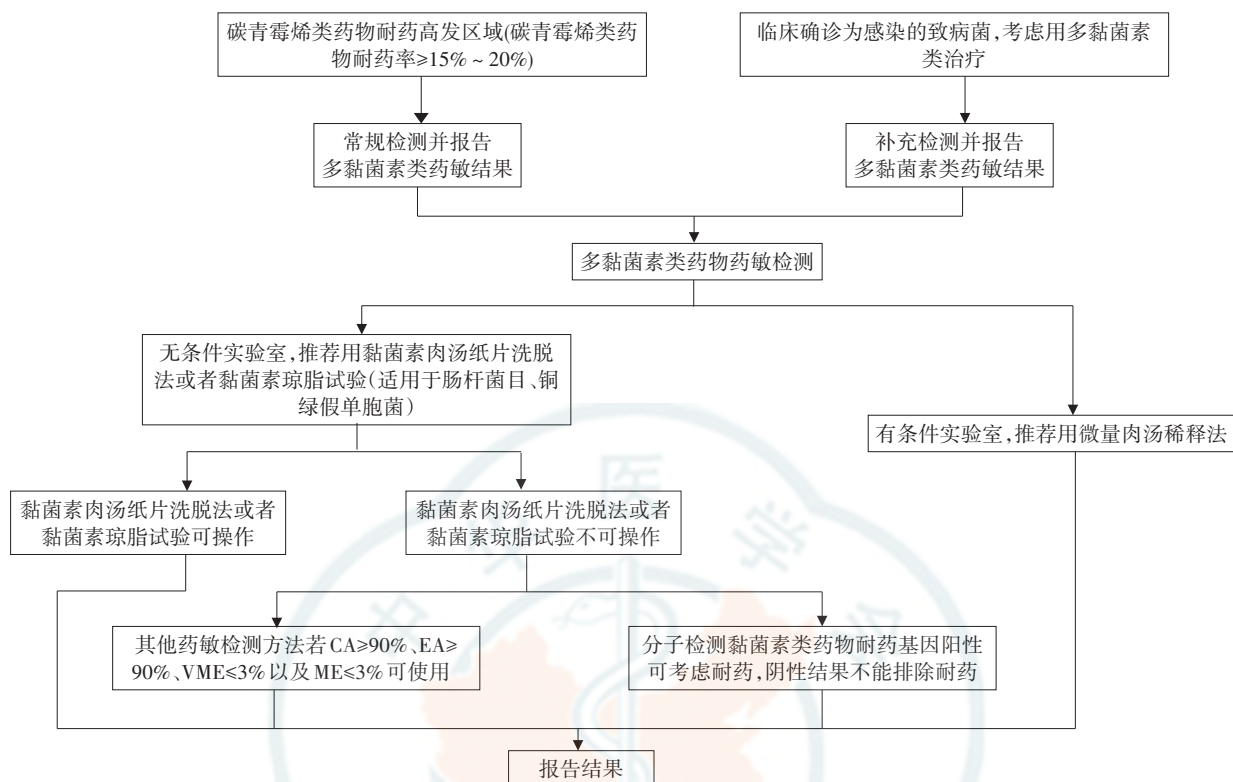 碳青霉烯类药物耐药高发区域(碳青霉烯类药
物耐药率≥15%~20%)
临床确诊为感染的致病菌,考虑用多黏菌素
类治疗
常规检测并报告
多黏菌素类药敏结果
补充检测并报告
多黏菌素类药敏结果
多黏菌素类药物药敏检测
无条件实验室,推荐用黏菌素肉汤纸片洗脱
法或者黏菌素琼脂试验(适用于肠杆菌目、铜
绿假单胞菌)
有条件实验室,推荐用微量肉汤稀释法
黏菌素肉汤纸片洗脱法或者
黏菌素琼脂试验可操作
黏菌素肉汤纸片洗脱法或者
黏菌素琼脂试验不可操作
其他药敏检测方法若CA≥90%、EA≥
90%、VME≤3%以及ME≤3%可使用
分子检测黏菌素类药物耐药基因阳性
可考虑耐药,阴性结果不能排除耐药
报告结果
中华医学会